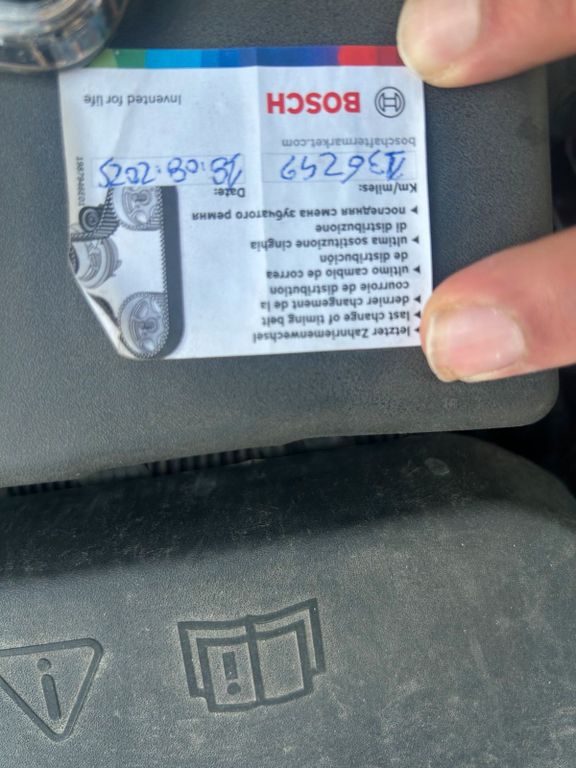 ▸ letzter Zahnriemenwechsel
▸ last change of timing belt
▸ dernier changement de la
courroie de distribution
▸ ultimo cambio de correa
de distribución
▸ ultima sostituzione cinghia
di distribuzione
▸ последняя смена зубчатого ремня
Km/miles: Date:
136249 18.08.2025
boschaftermarket.com
BOSCH Invented for life